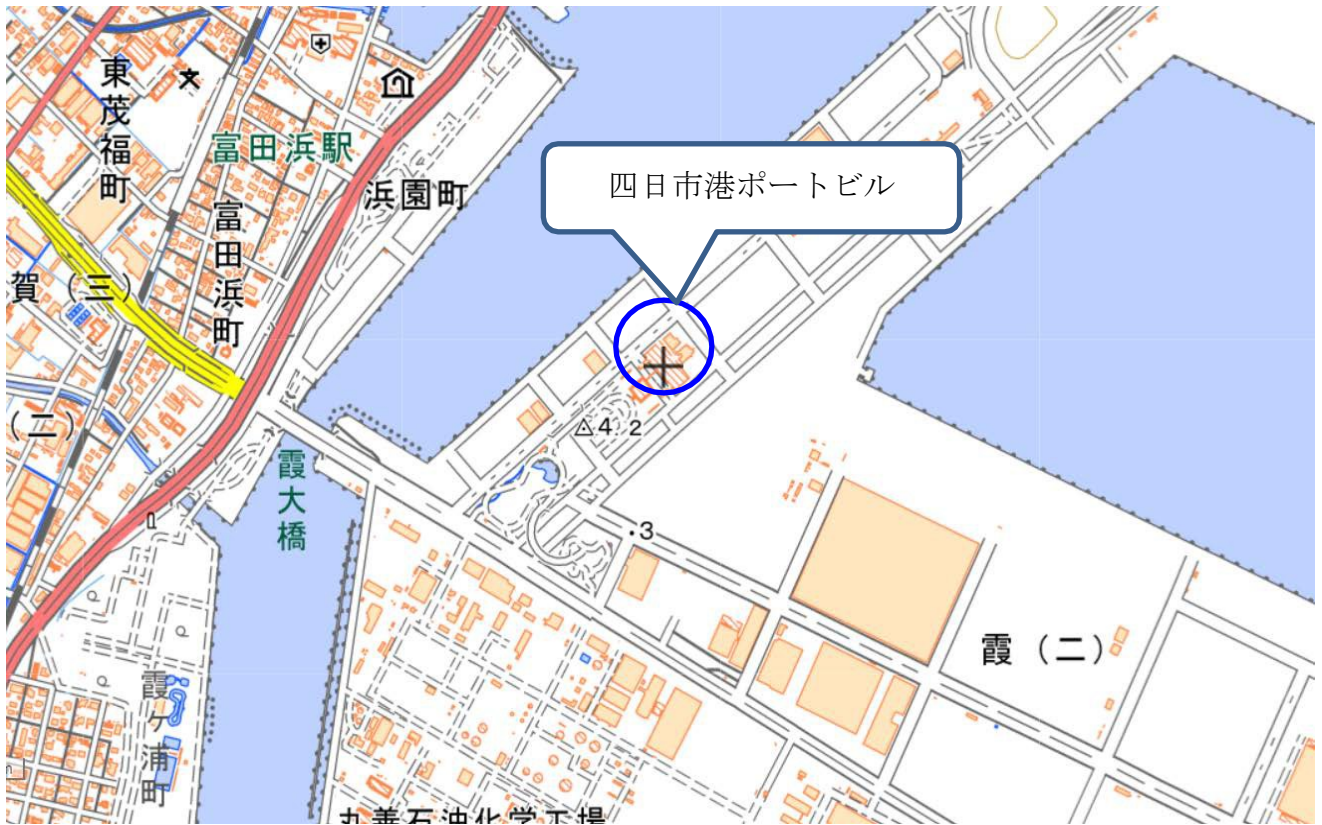 東茂福町
富田浜駅
浜園町
四日市港ポートビル
富田浜町
賀（三）
（二）
4.2
霞大橋
・3
霞（二）
霞ヶ浦町
丸善石油化学工場